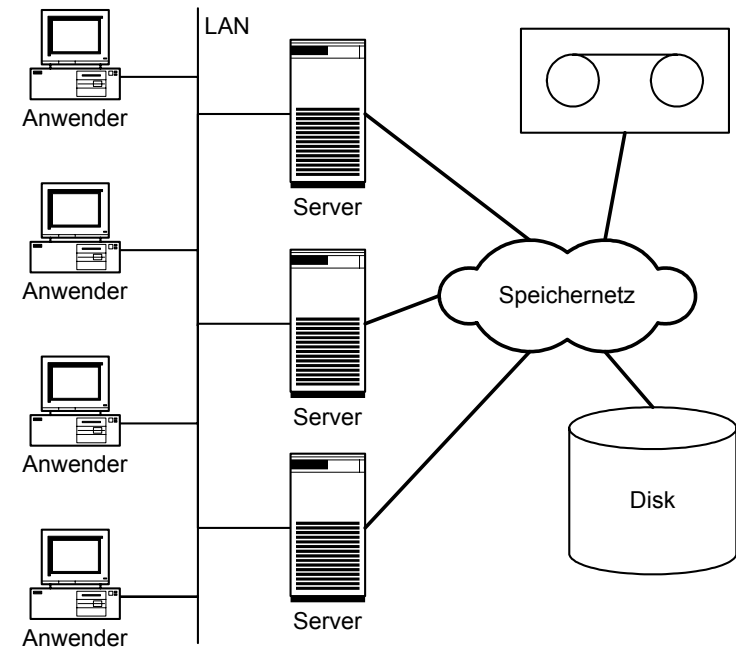 LAN
Anwender
Server
Anwender
Speichernetz
Server
Anwender
Disk
Server
Anwender